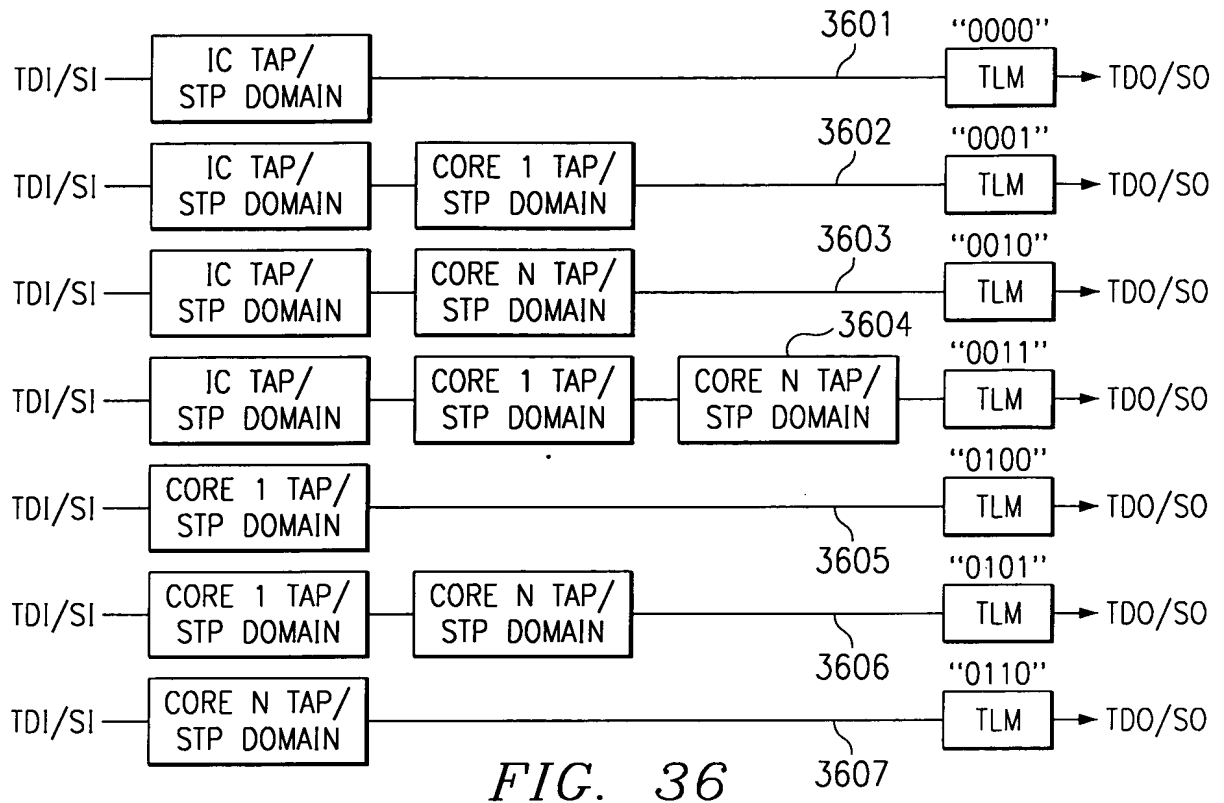 3601
"0000"
TDI/SI
IC TAP/
STP DOMAIN
TLM
TDO/SO
3602
"0001"
TDI/SI
IC TAP/
STP DOMAIN
CORE 1 TAP/
STP DOMAIN
TLM
TDO/SO
3603
"0010"
TDI/SI
IC TAP/
STP DOMAIN
CORE N TAP/
STP DOMAIN
TLM
TDO/SO
3604
"0011"
TDI/SI
IC TAP/
STP DOMAIN
CORE 1 TAP/
STP DOMAIN
CORE N TAP/
STP DOMAIN
TLM
TDO/SO
"0100"
TDI/SI
CORE 1 TAP/
STP DOMAIN
TLM
TDO/SO
3605
"0101"
TDI/SI
CORE 1 TAP/
STP DOMAIN
CORE N TAP/
STP DOMAIN
TLM
TDO/SO
3606
"0110"
TDI/SI
CORE N TAP/
STP DOMAIN
TLM
TDO/SO
3607
FIG. 36